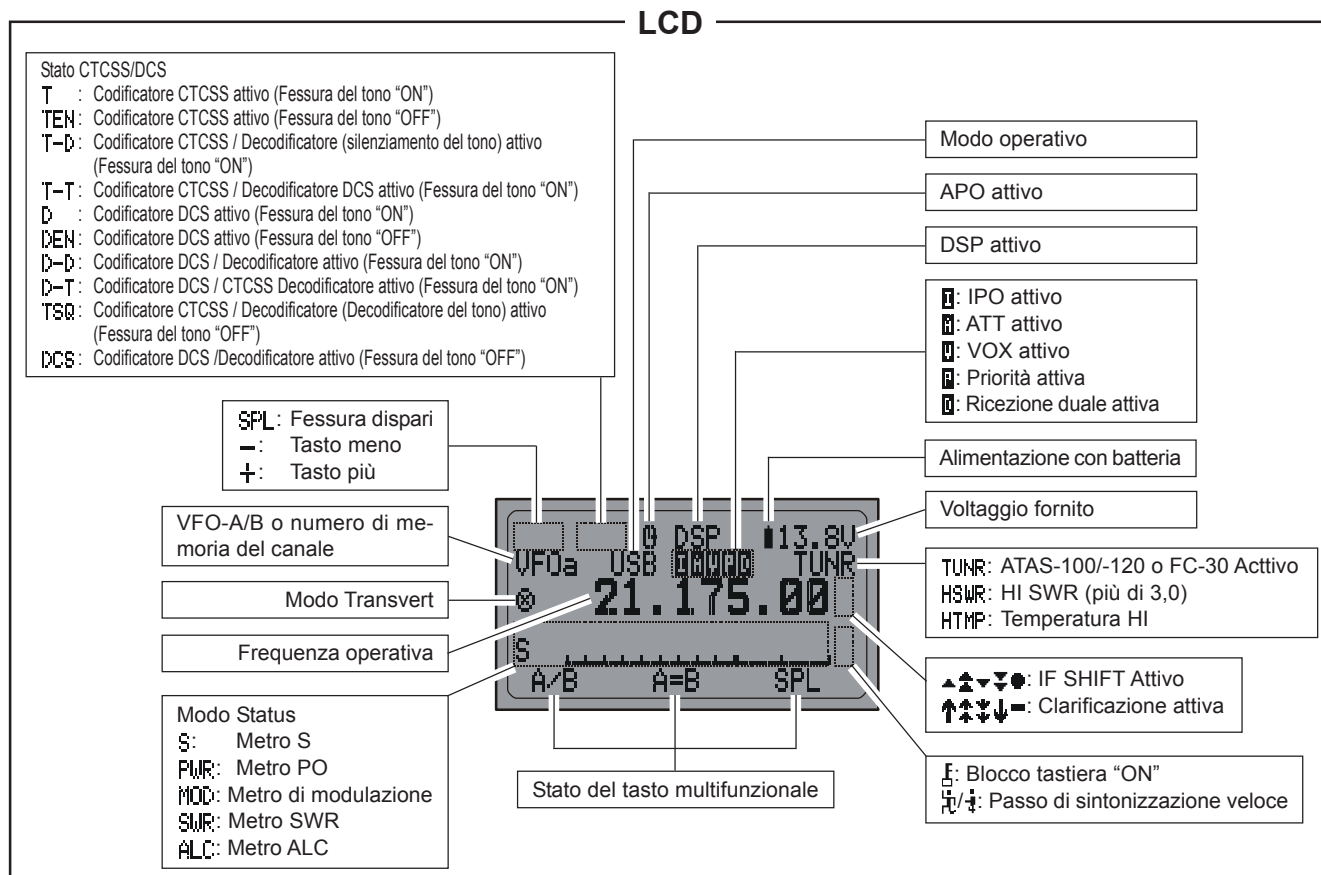 LCD
Stato CTCSS/DCS
T : Codificatore CTCSS attivo (Fessura del tono “ON”)
TEN : Codificatore CTCSS attivo (Fessura del tono “OFF”)
T-D : Codificatore CTCSS / Decodificatore (silenziamento del tono) attivo
(Fessura del tono “ON”)
T-T : Codificatore CTCSS / Decodificatore DCS attivo (Fessura del tono “ON”)
D : Codificatore DCS attivo (Fessura del tono “ON”)
DEN : Codificatore DCS attivo (Fessura del tono “OFF”)
D-D : Codificatore DCS / Decodificatore attivo (Fessura del tono “ON”)
D-T : Codificatore DCS / CTCSS Decodificatore attivo (Fessura del tono “ON”)
TSQ : Codificatore CTCSS / Decodificatore (Decodificatore del tono) attivo
(Fessura del tono “OFF”)
DCS : Codificatore DCS /Decodificatore attivo (Fessura del tono “OFF”)
SPL: Fessura dispari
–: Tasto meno
+: Tasto più
VFO-A/B o numero di me-
moria del canale
Modo Transvert
Frequenza operativa
Modo Status
S: Metro S
PWR: Metro PO
MOD: Metro di modulazione
SWR: Metro SWR
ALC: Metro ALC
DSP 13.8V
VFOa USB TUNR
21.175.00
S
A/B A=B SPL
Stato del tasto multifunzionale
Modo operativo
APO attivo
DSP attivo
I: IPO attivo
A: ATT attivo
V: VOX attivo
P: Priorità attiva
D: Ricezione duale attiva
Alimentazione con batteria
Voltaggio fornito
TUNR: ATAS-100/-120 o FC-30 Acttivo
HSWR: HI SWR (più di 3,0)
HTMP: Temperatura HI
: IF SHIFT Attivo
: Clarificazione attiva
: Blocco tastiera “ON”
/ : Passo di sintonizzazione veloce